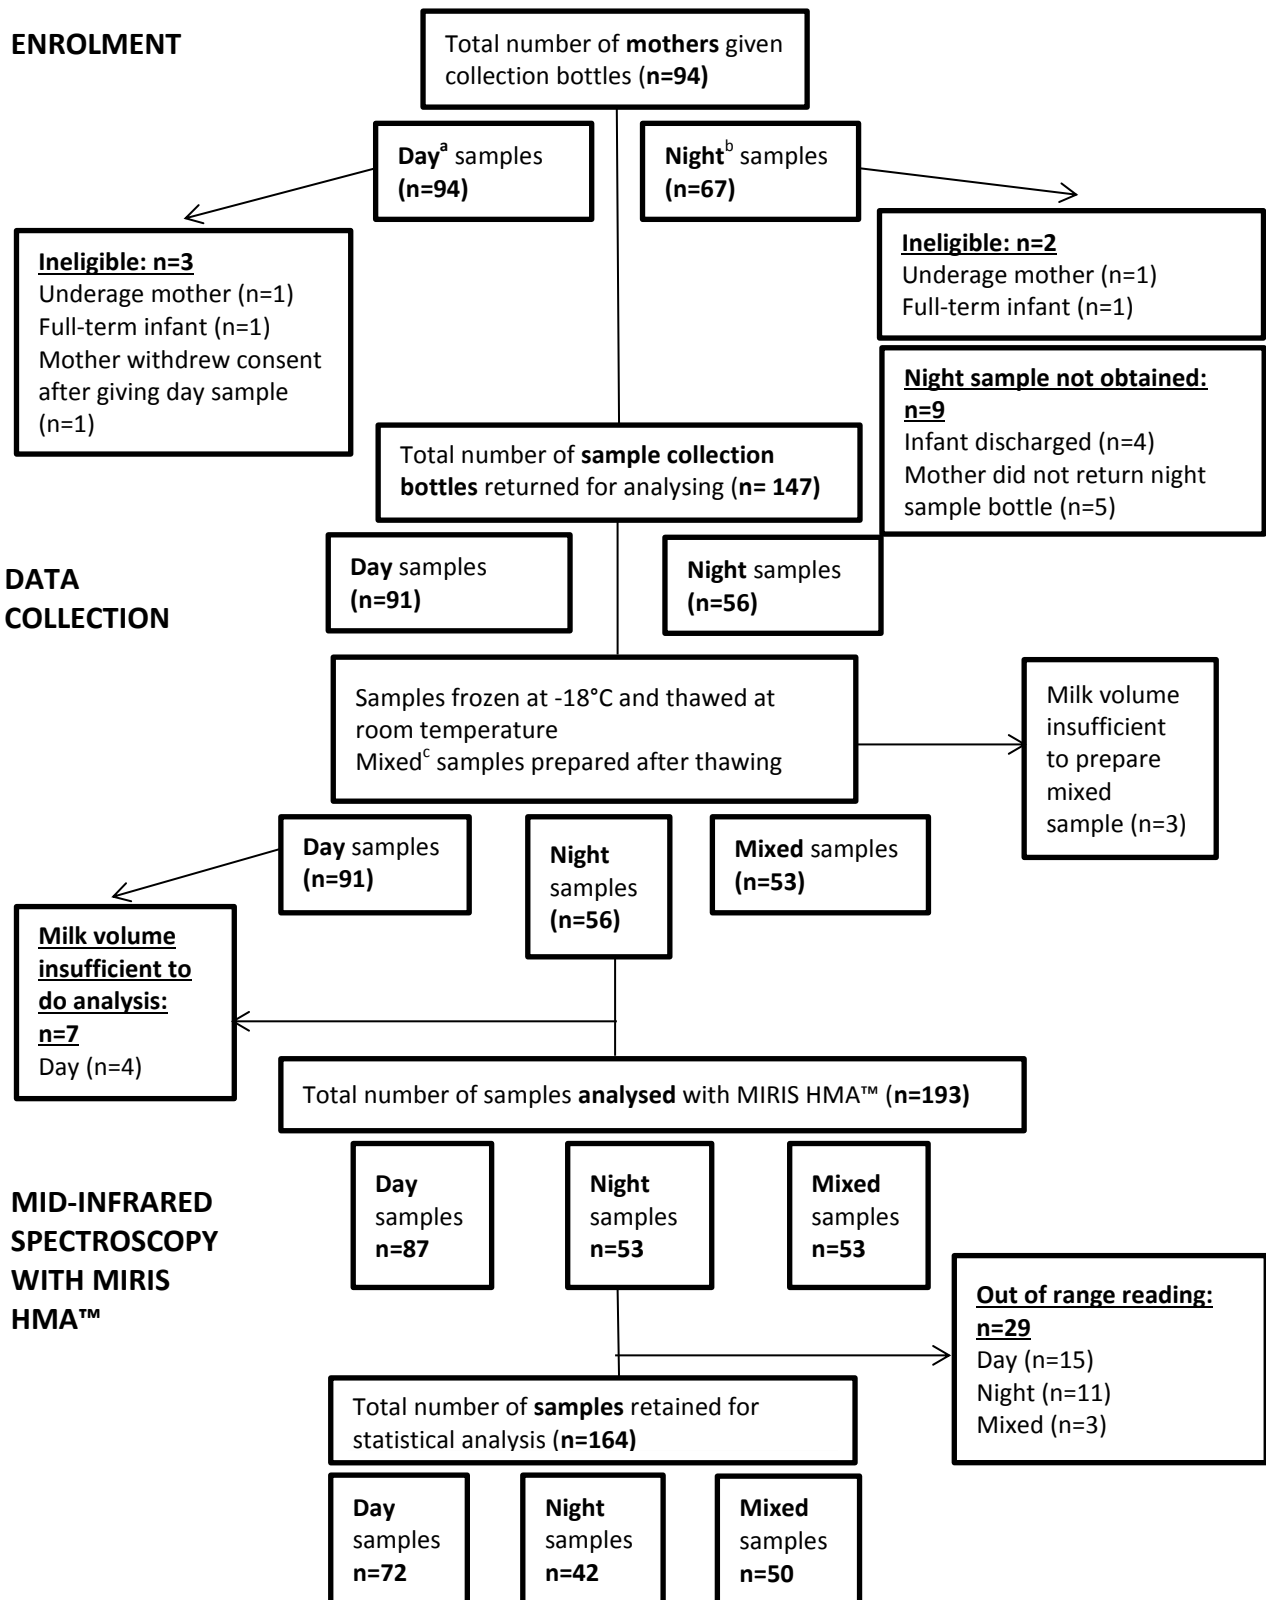 ENROLMENT
Total number of mothers given
collection bottles (n=94)
Dayᵃ samples
(n=94)
Nightᵇ samples
(n=67)
Ineligible: n=3
Underage mother (n=1)
Full-term infant (n=1)
Mother withdrew consent
after giving day sample
(n=1)
Ineligible: n=2
Underage mother (n=1)
Full-term infant (n=1)
Night sample not obtained:
n=9
Infant discharged (n=4)
Mother did not return night
sample bottle (n=5)
Total number of sample collection
bottles returned for analysing (n= 147)
DATA
COLLECTION
Day samples
(n=91)
Night samples
(n=56)
Samples frozen at -18°C and thawed at
room temperature
Mixedᶜ samples prepared after thawing
Milk volume
insufficient
to prepare
mixed
sample (n=3)
Day samples
(n=91)
Night
samples
(n=56)
Mixed samples
(n=53)
Milk volume
insufficient to
do analysis:
n=7
Day (n=4)
Total number of samples analysed with MIRIS HMA™ (n=193)
MID-INFRARED
SPECTROSCOPY
WITH MIRIS
HMA™
Day
samples
n=87
Night
samples
n=53
Mixed
samples
n=53
Out of range reading:
n=29
Day (n=15)
Night (n=11)
Mixed (n=3)
Total number of samples retained for
statistical analysis (n=164)
Day
samples
n=72
Night
samples
n=42
Mixed
samples
n=50